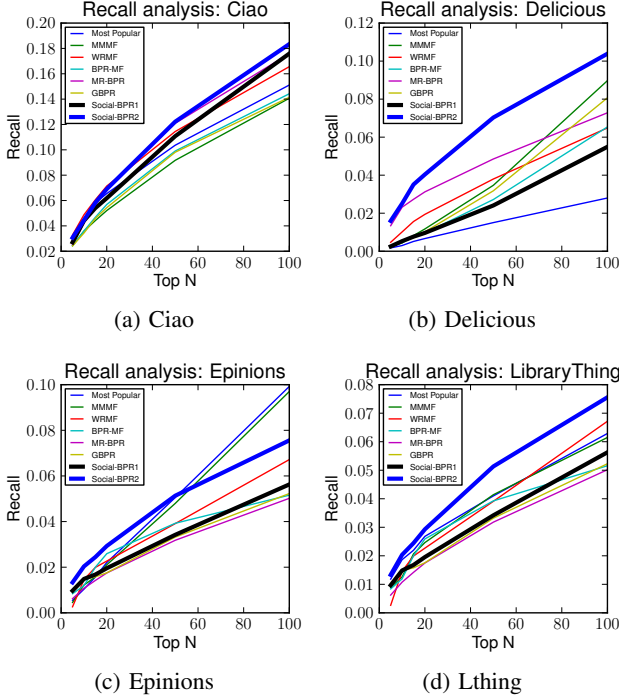 Recall analysis: Ciao
0.20
0.18
0.16
0.14
0.12
0.10
0.08
0.06
0.04
0.02
Recall
Most Popular
MMMF
WRMF
BPR-MF
MR-BPR
GBPR
Social-BPR1
Social-BPR2
0 20 40 60 80 100
Top N
(a) Ciao
Recall analysis: Delicious
0.12
0.10
0.08
0.06
0.04
0.02
0.00
Recall
Most Popular
MMMF
WRMF
BPR-MF
MR-BPR
GBPR
Social-BPR1
Social-BPR2
0 20 40 60 80 100
Top N
(b) Delicious
Recall analysis: Epinions
0.10
0.08
0.06
0.04
0.02
0.00
Recall
Most Popular
MMMF
WRMF
BPR-MF
MR-BPR
GBPR
Social-BPR1
Social-BPR2
0 20 40 60 80 100
Top N
(c) Epinions
Recall analysis: LibraryThing
0.08
0.07
0.06
0.05
0.04
0.03
0.02
0.01
0.00
Recall
Most Popular
MMMF
WRMF
BPR-MF
MR-BPR
GBPR
Social-BPR1
Social-BPR2
0 20 40 60 80 100
Top N
(d) Lthing